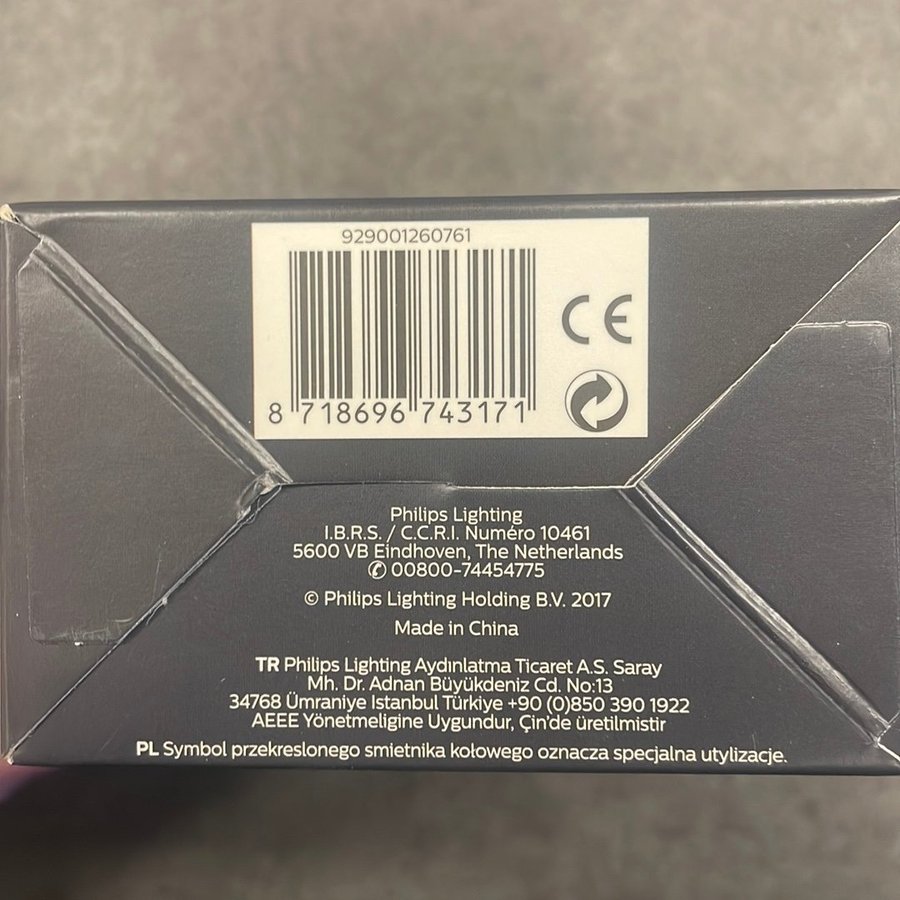 929001260761
CE
8 718696 743171
Philips Lighting
I.B.R.S. / C.C.R.I. Numéro 10461
5600 VB Eindhoven, The Netherlands
✆ 00800-74454775
© Philips Lighting Holding B.V. 2017
Made in China
TR Philips Lighting Aydınlatma Ticaret A.S. Saray
Mh. Dr. Adnan Büyükdeniz Cd. No:13
34768 Ümraniye Istanbul Türkiye +90 (0)850 390 1922
AEEE Yönetmeligine Uygundur, Çin'de üretilmistir
PL Symbol przekreslonego smietnika kołowego oznacza specjalna utylizacje.